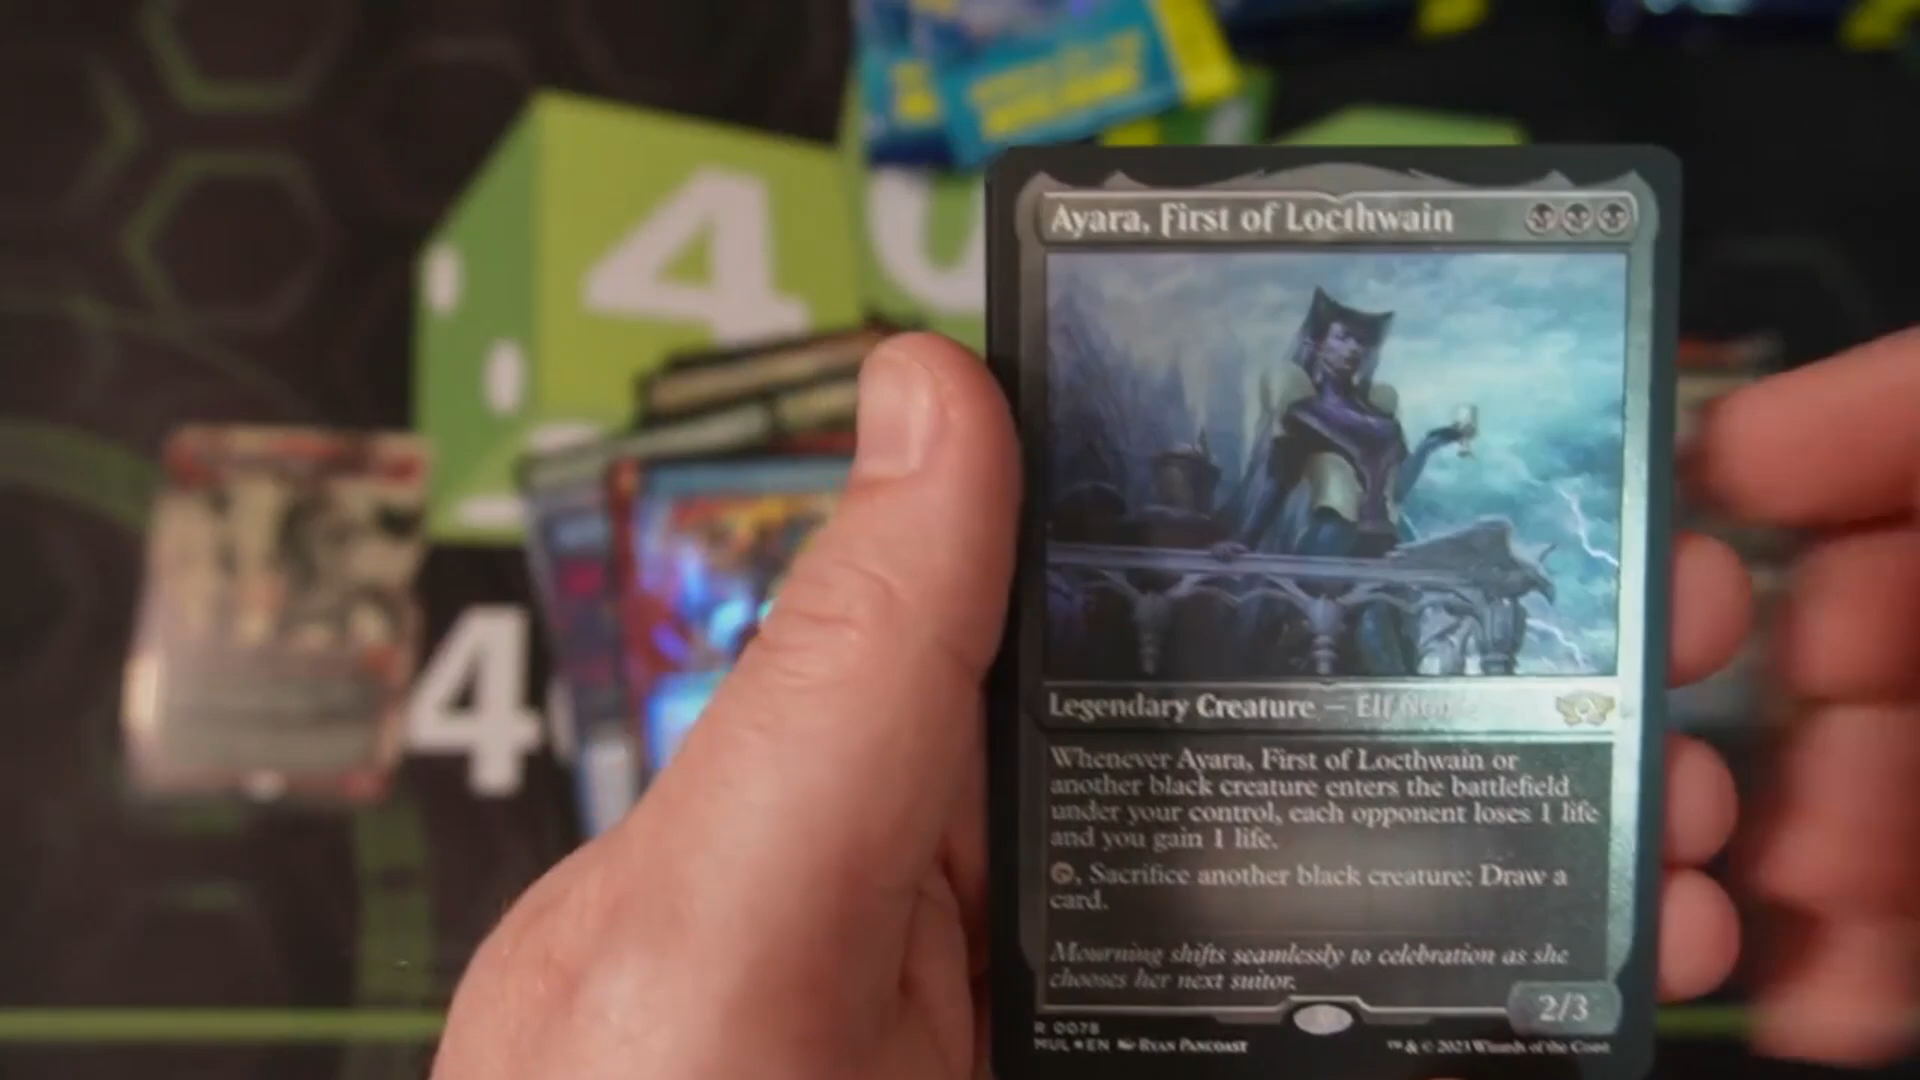 4
Ayara, First of Locthwain
Legendary Creature — Elf Noble
Whenever Ayara, First of Locthwain or
another black creature enters the battlefield
under your control, each opponent loses 1 life
and you gain 1 life.
, Sacrifice another black creature: Draw a
card.
Mourning shifts seamlessly to celebration as she
chooses her next suitor.
2/3
R 0078
MUL EN RYAN PANCOAST
™ & © 2023 Wizards of the Coast
4